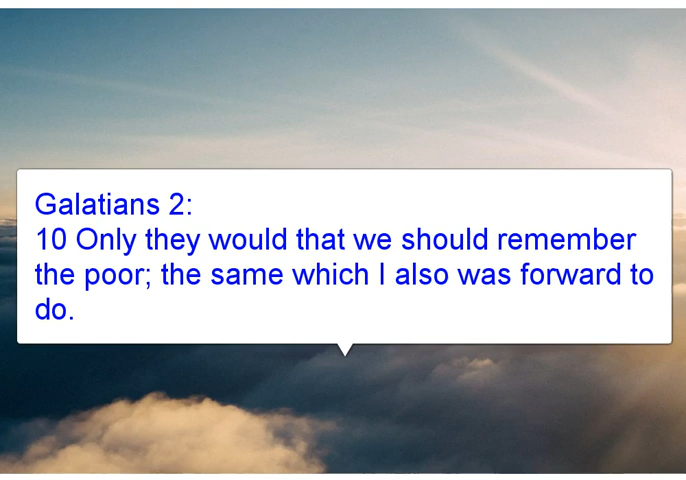 Galatians 2:
10 Only they would that we should remember
the poor; the same which I also was forward to
do.